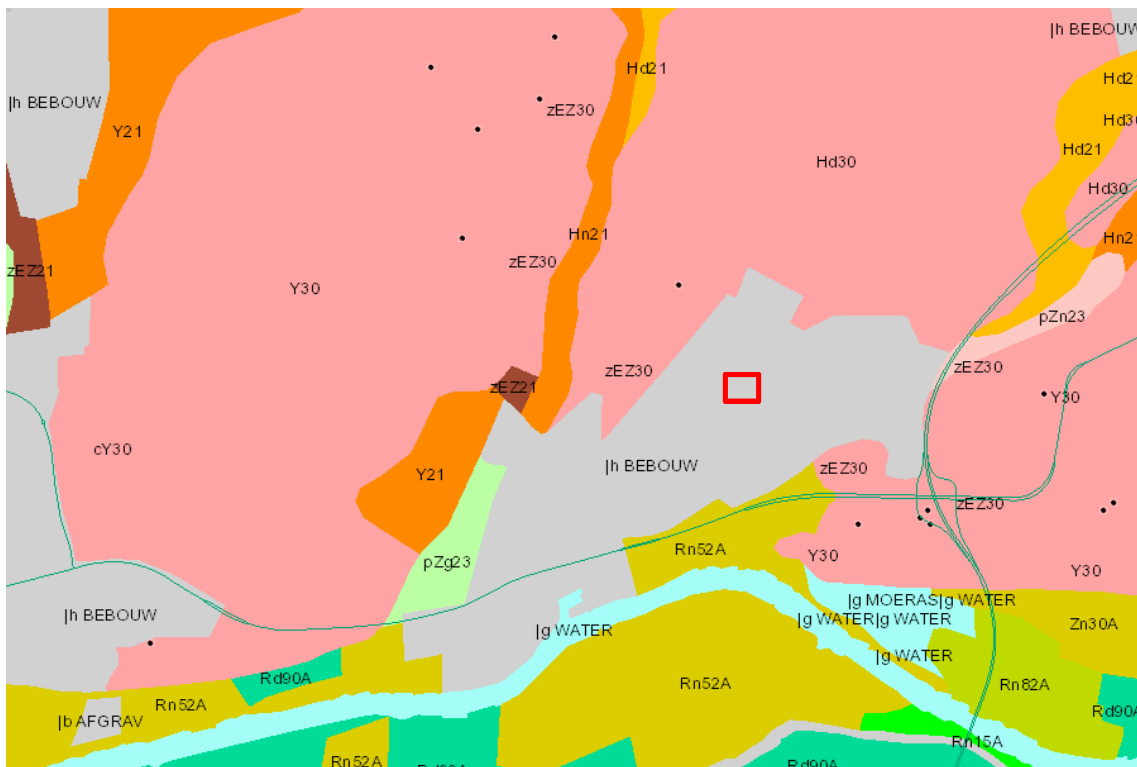 |h BEBOUW
Hd21
Hd2
|h BEBOUW
zEZ30
Hd30
Y21
Hd21
Hd30
Hd30
Hn21
Hn2
zEZ30
zEZ21
Y30
pZn23
zEZ30
zEZ30
zEZ21
Y30
cY30
|h BEBOUW
zEZ30
Y21
zEZ30
Rn52A
Y30
pZg23
Y30
|g MOERAS|g WATER
|h BEBOUW
|g WATER|g WATER
Zn30A
|g WATER
|g WATER
Rd90A
Rn52A
Rn82A
Rn52A
Rd90A
|b AFGRAV
Rn15A
Rn52A
Rd90A